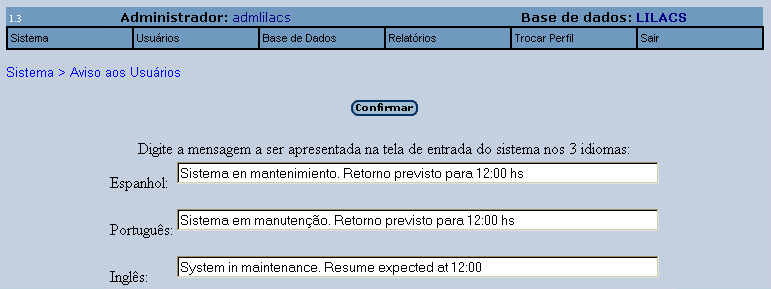 1.3 Administrador: admlilacs Base de dados: LILACS
Sistema Usuários Base de Dados Relatórios Trocar Perfil Sair
Sistema > Aviso aos Usuários
Confirmar
Digite a mensagem a ser apresentada na tela de entrada do sistema nos 3 idiomas:
Espanhol: Sistema en mantenimiento. Retorno previsto para 12:00 hs
Português: Sistema em manutenção. Retorno previsto para 12:00 hs
Inglês: System in maintenance. Resume expected at 12:00